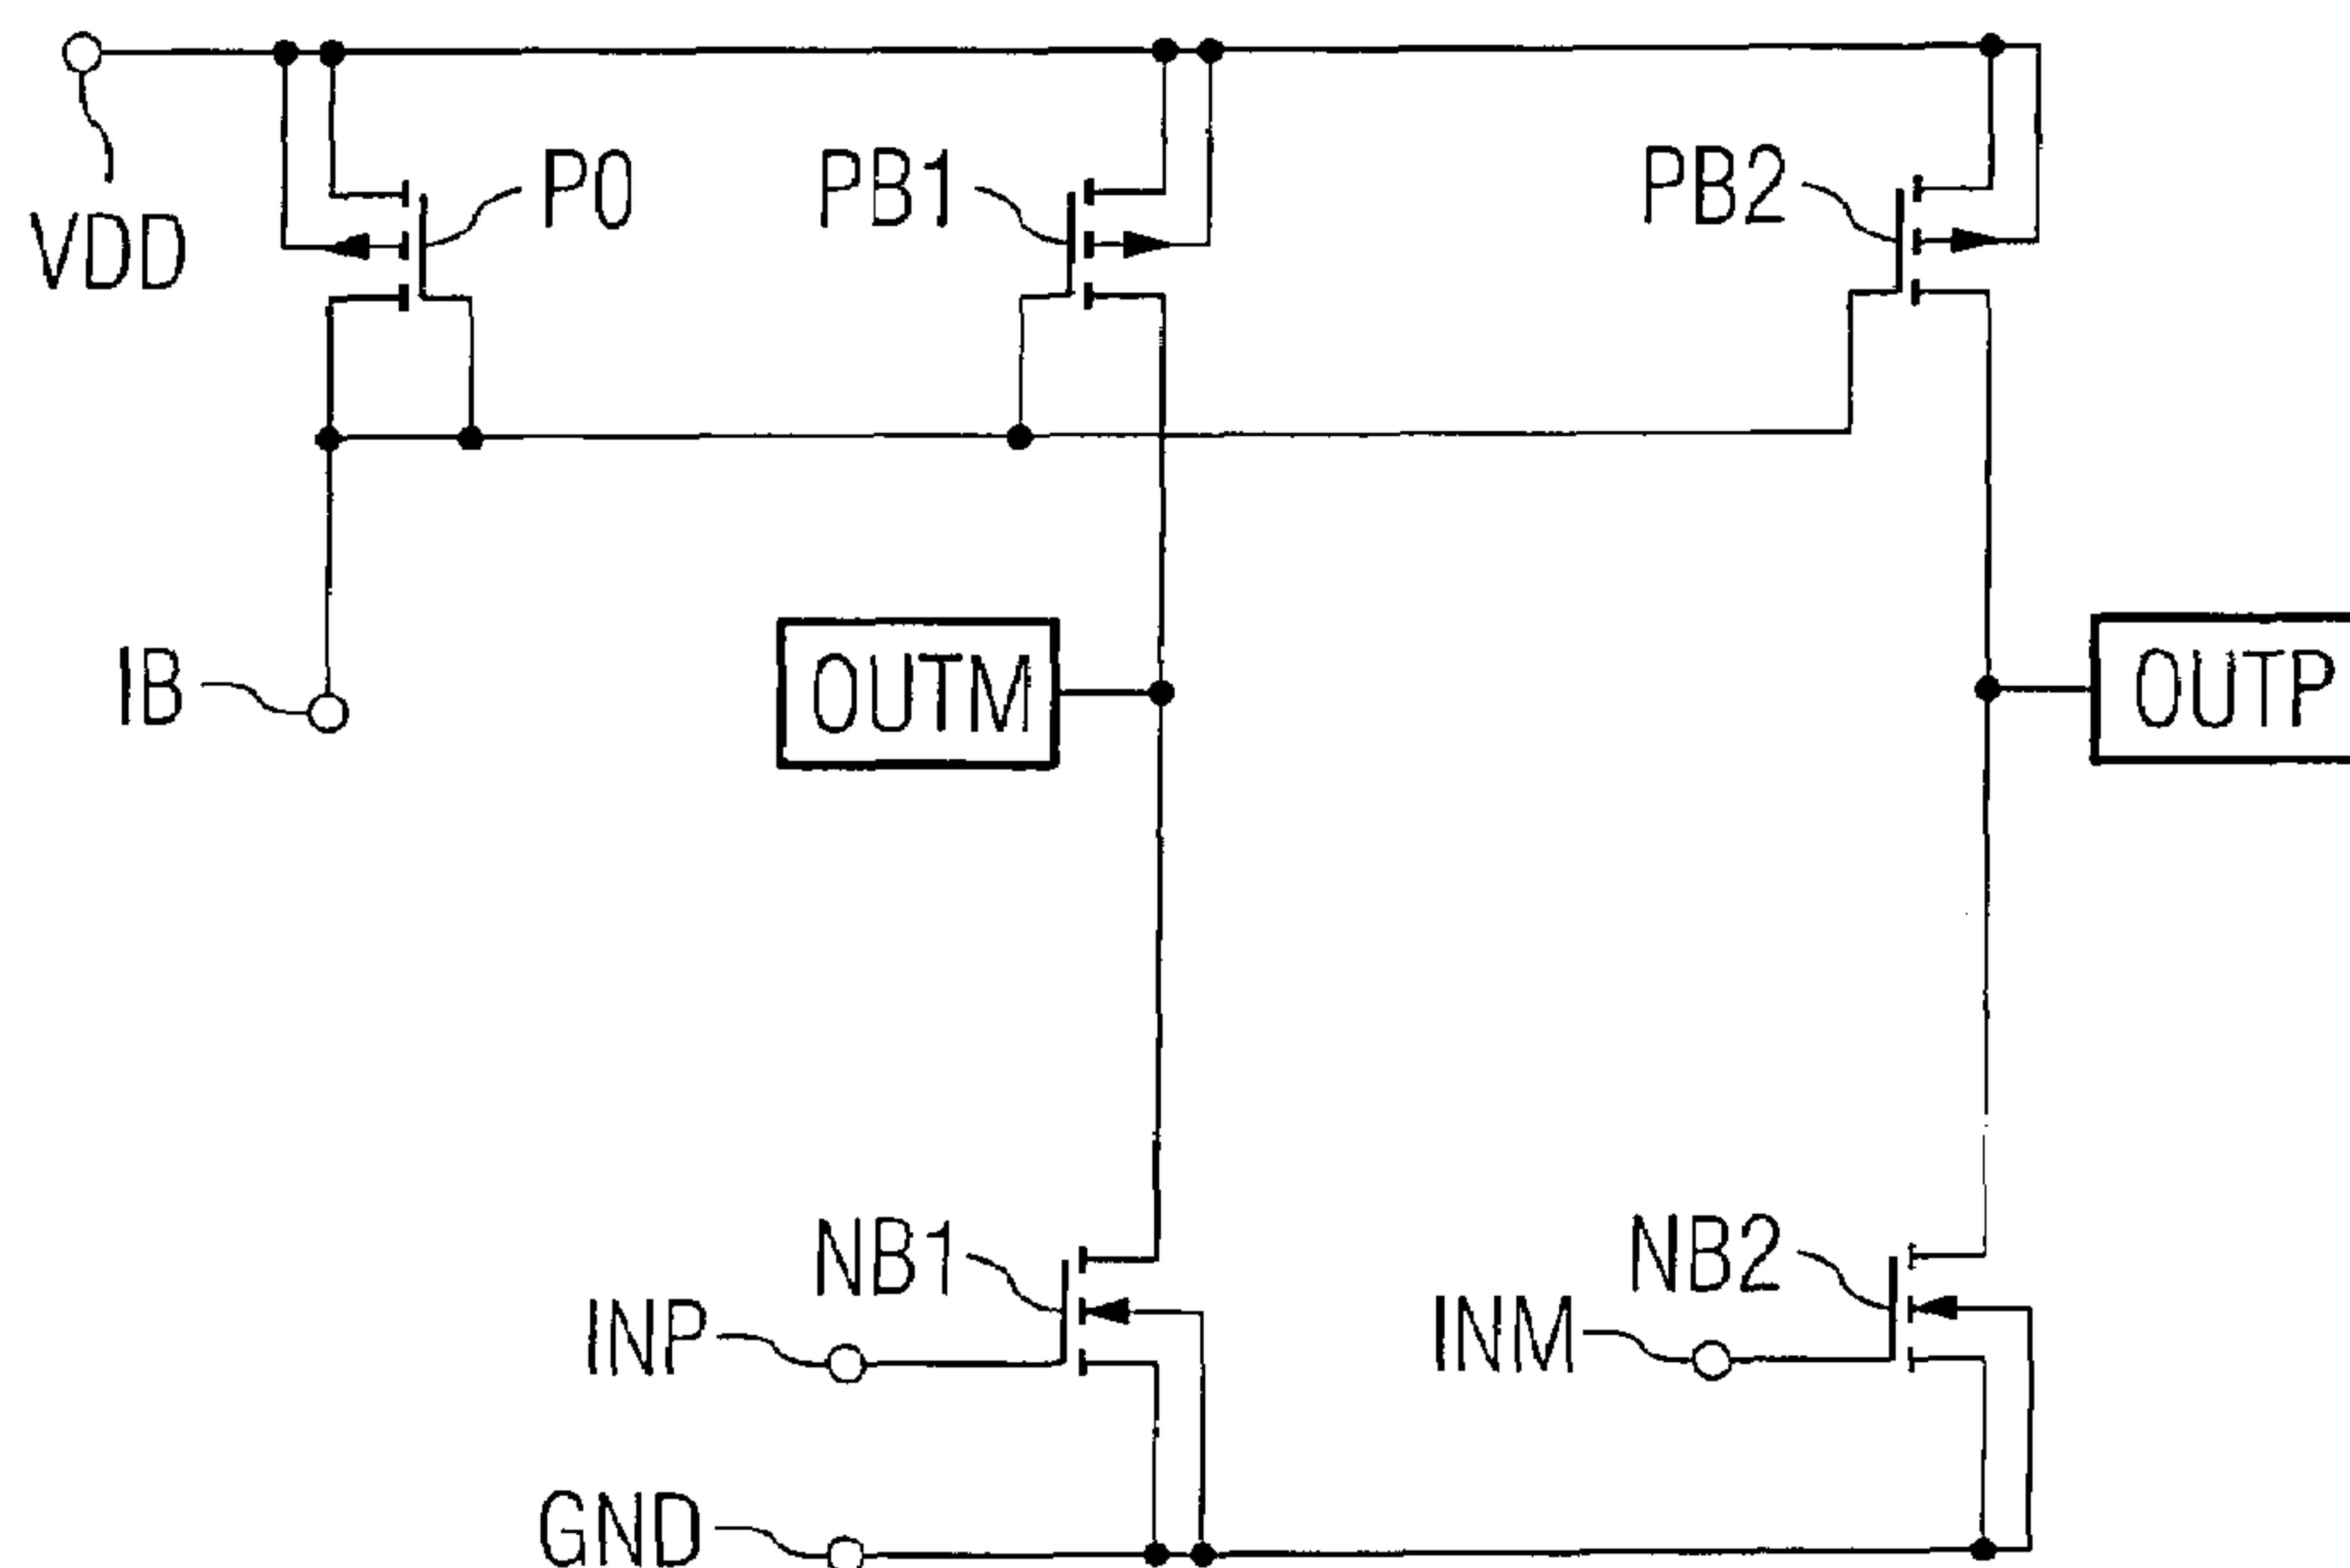 P0
PB1
PB2
VDD
IB
OUTM
OUTP
NB1
NB2
INP
INM
GND